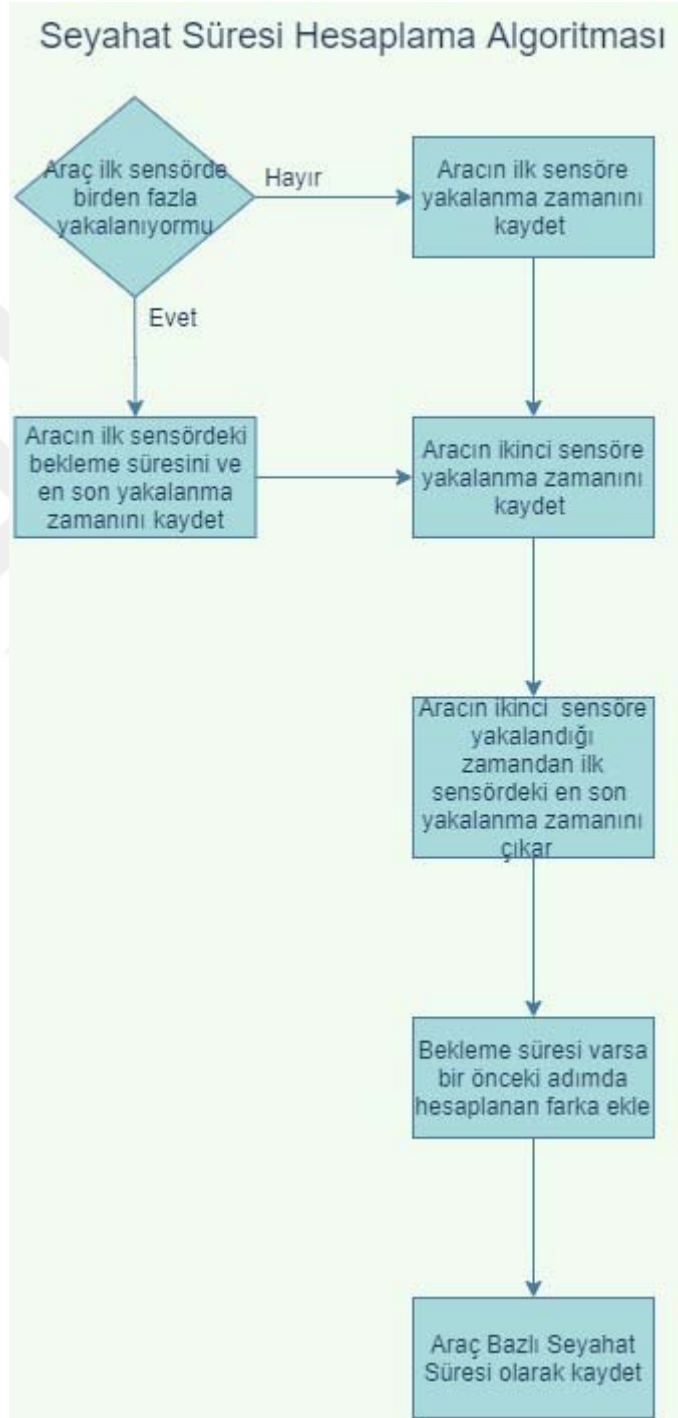 Seyahat Süresi Hesaplama Algoritması
Araç ilk sensörde
birden fazla
yakalanıyormu
Hayır
Aracın ilk sensöre
yakalanma zamanını
kaydet
Evet
Aracın ilk sensördeki
bekleme süresini ve
en son yakalanma
zamanını kaydet
Aracın ikinci sensöre
yakalanma zamanını
kaydet
Aracın ikinci sensöre
yakalandığı
zamandan ilk
sensördeki en son
yakalanma zamanını
çıkar
Bekleme süresi varsa
bir önceki adımda
hesaplanan farka ekle
Araç Bazlı Seyahat
Süresi olarak kaydet